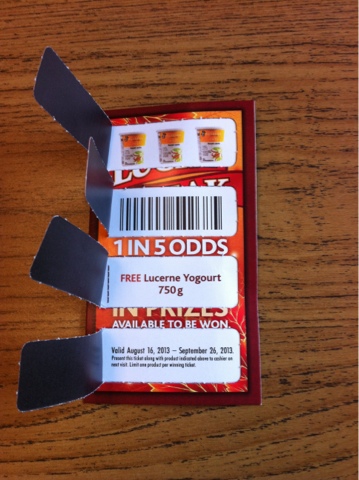 1 IN 5 ODDS
FREE Lucerne Yogourt
750 g
IN PRIZES
AVAILABLE TO BE WON.
Valid August 16, 2013 – September 26, 2013.
Present this ticket along with product indicated above to cashier on
next visit. Limit one product per winning ticket.